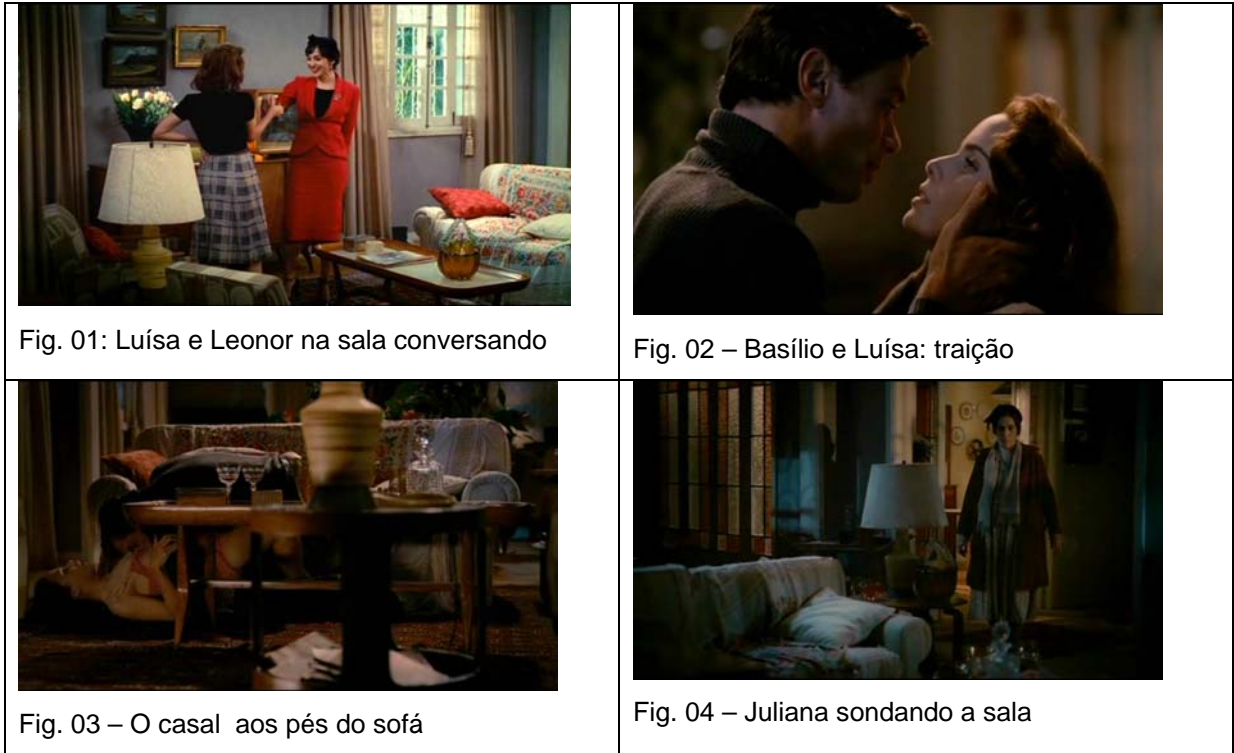 Fig. 01: Luísa e Leonor na sala conversando
Fig. 02 – Basílio e Luísa: traição
Fig. 03 – O casal aos pés do sofá
Fig. 04 – Juliana sondando a sala